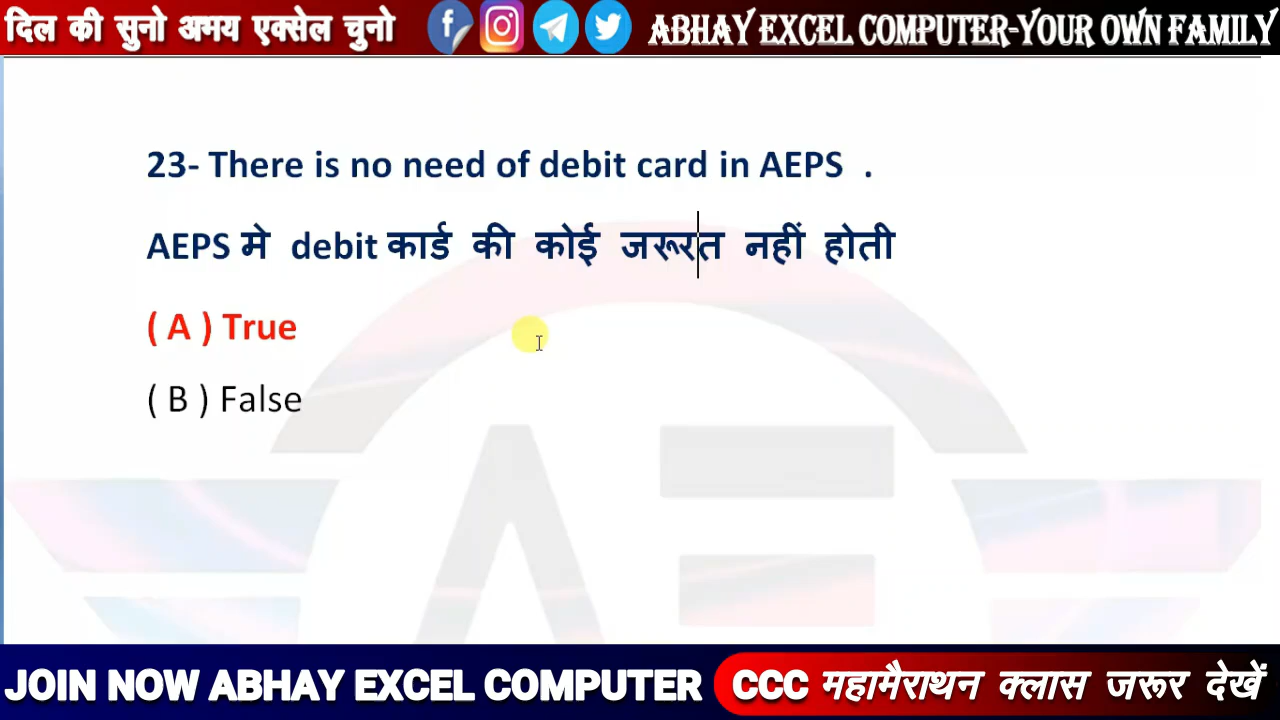 दिल की सुनो अभय एक्सेल चुनो
ABHAY EXCEL COMPUTER-YOUR OWN FAMILY
23- There is no need of debit card in AEPS .
AEPS मे debit कार्ड की कोई जरूरत नहीं होती
( A ) True
( B ) False
JOIN NOW ABHAY EXCEL COMPUTER
CCC महामैराथन क्लास जरूर देखें